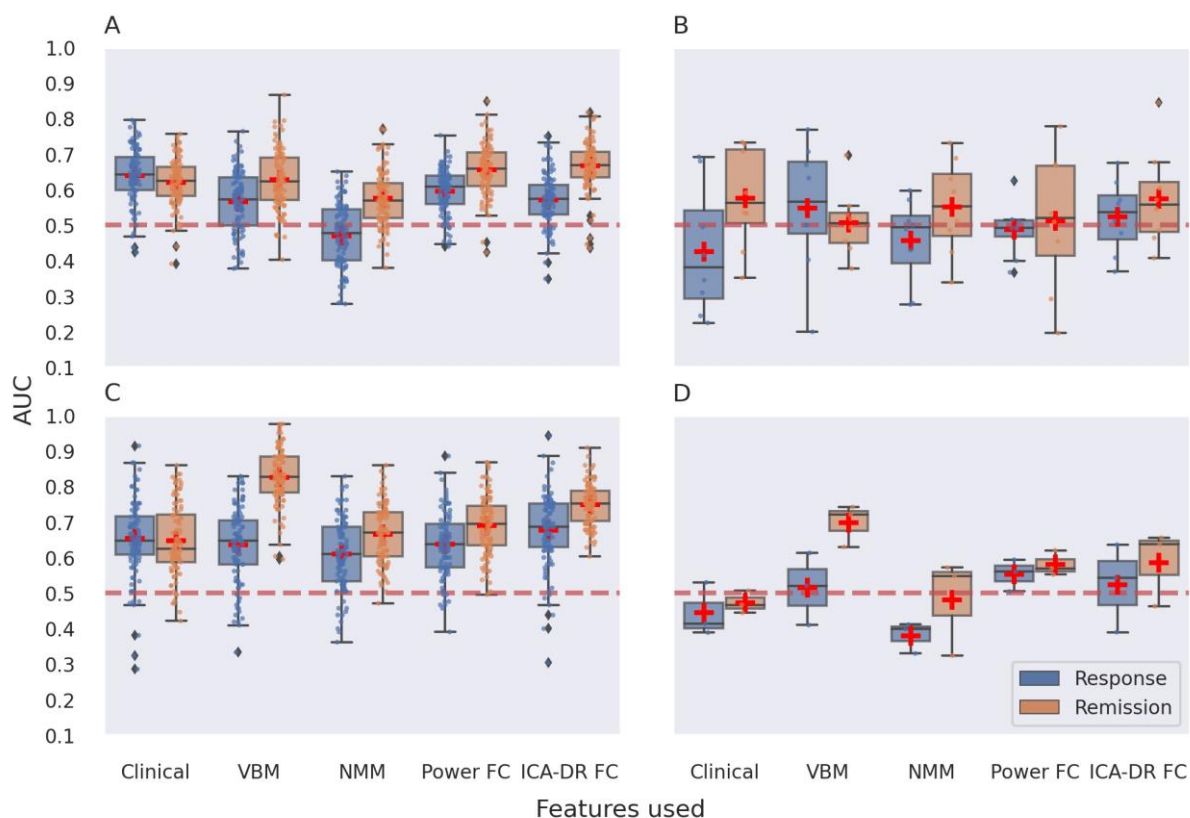 A
B
1.0
0.9
0.8
0.7
0.6
0.5
0.4
0.3
0.2
0.1
C
D
AUC
1.0
0.9
0.8
0.7
0.6
0.5
0.4
0.3
0.2
0.1
Response
Remission
Clinical VBM NMM Power FC ICA-DR FC
Clinical VBM NMM Power FC ICA-DR FC
Features used